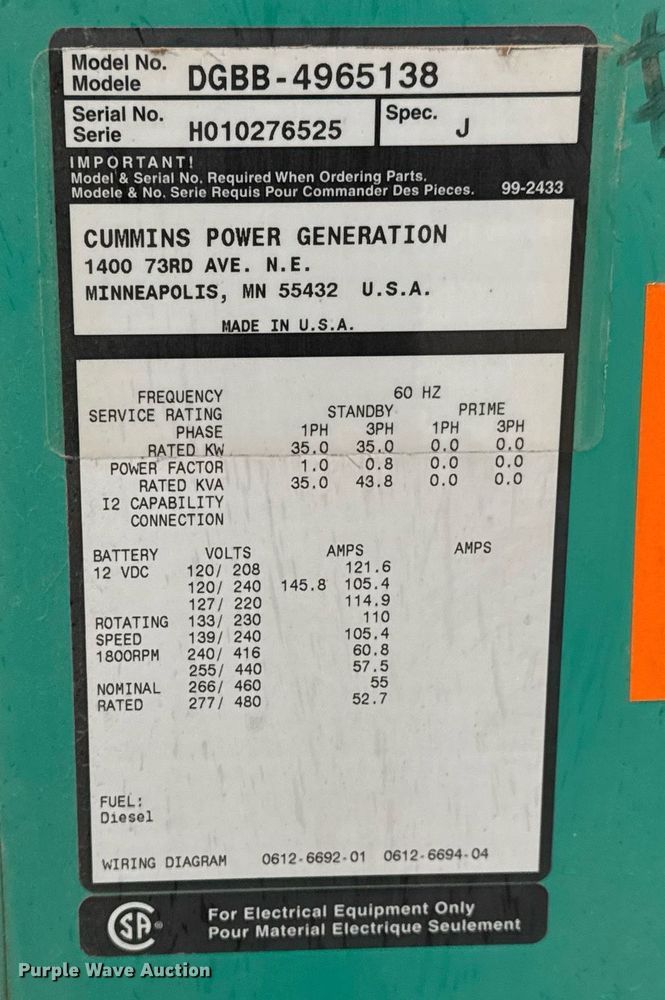 Model No. DGBB-4965138
Modele
Serial No. H010276525 Spec. J
Serie
IMPORTANT!
Model & Serial No. Required When Ordering Parts.
Modele & No. Serie Requis Pour Commander Des Pieces. 99-2433
CUMMINS POWER GENERATION
1400 73RD AVE. N.E.
MINNEAPOLIS, MN 55432 U.S.A.
MADE IN U.S.A.
FREQUENCY 60 HZ
SERVICE RATING STANDBY PRIME
PHASE 1PH 3PH 1PH 3PH
RATED KW 35.0 35.0 0.0 0.0
POWER FACTOR 1.0 0.8 0.0 0.0
RATED KVA 35.0 43.8 0.0 0.0
I2 CAPABILITY
CONNECTION
BATTERY VOLTS AMPS AMPS
12 VDC 120/ 208 121.6
120/ 240 145.8 105.4
127/ 220 114.9
ROTATING 133/ 230 110
SPEED 139/ 240 105.4
1800RPM 240/ 416 60.8
255/ 440 57.5
NOMINAL 266/ 460 55
RATED 277/ 480 52.7
FUEL:
Diesel
WIRING DIAGRAM 0612-6692-01 0612-6694-04
SA ® For Electrical Equipment Only
Pour Material Electrique Seulement
Purple Wave Auction